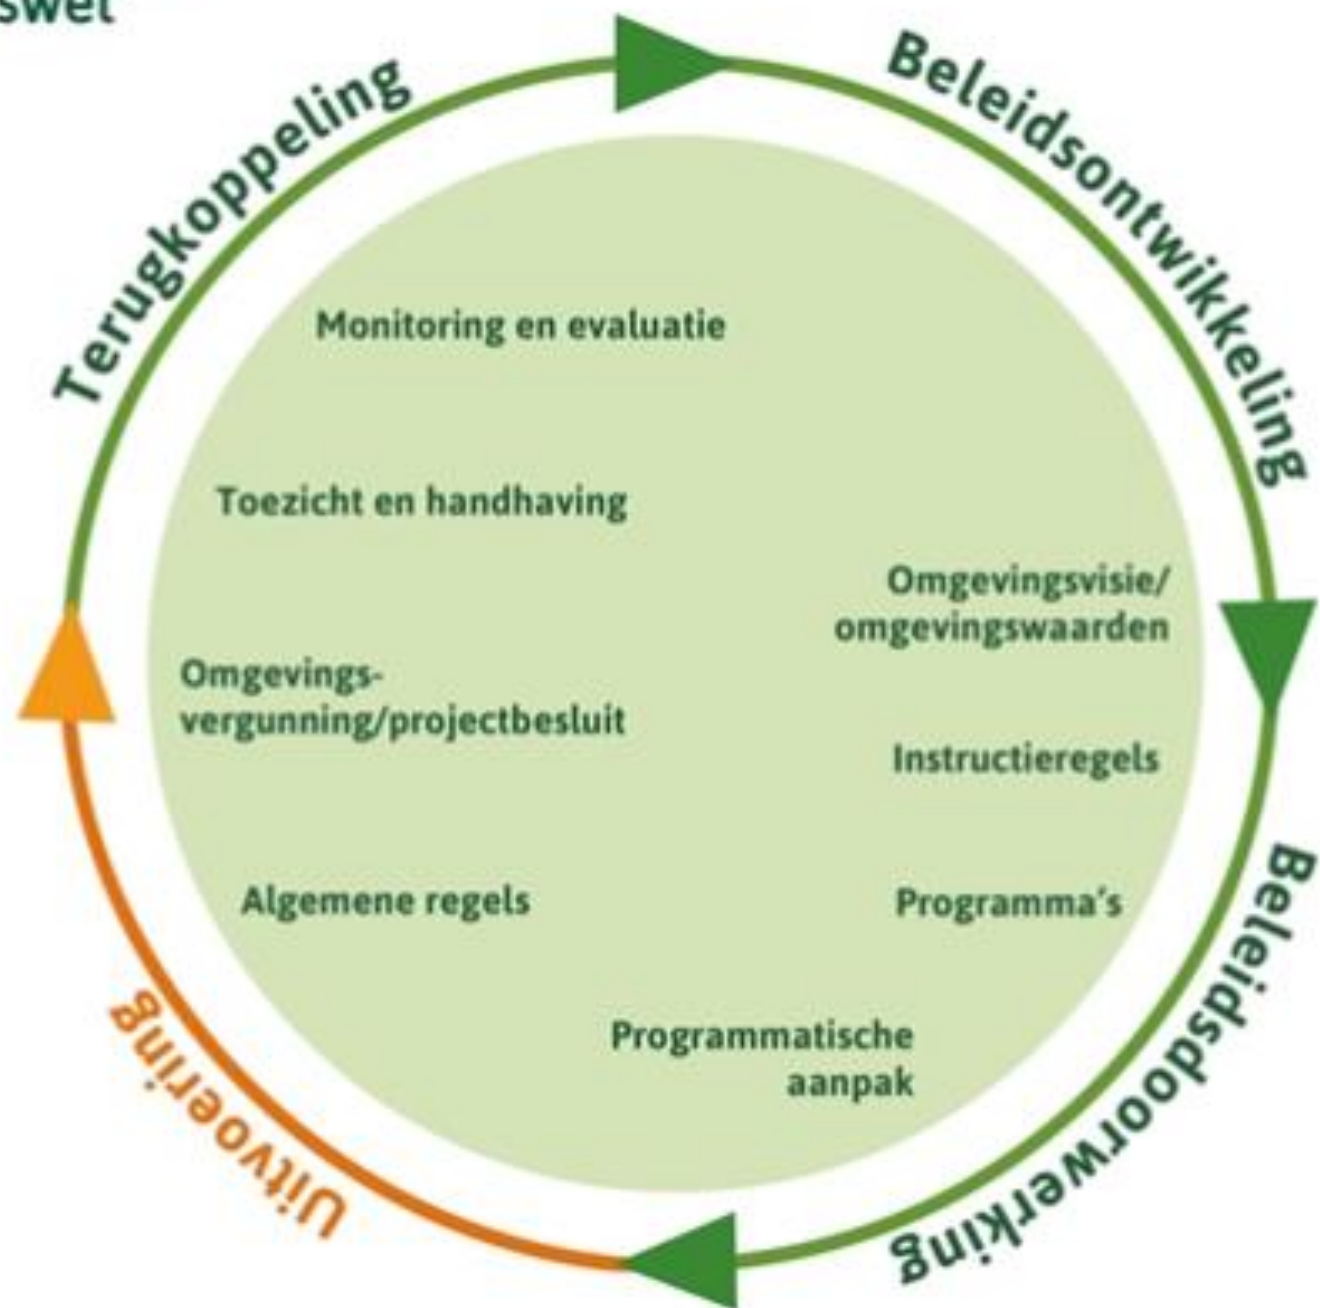 swet
Terugkoppeling
Beleidsontwikkeling
Monitoring en evaluatie
Toezicht en handhaving
Omgevingsvisie/
omgevingswaarden
Omgevings-
vergunning/projectbesluit
Instructieregels
Algemene regels
Programma's
Programmatische
aanpak
Uitvoering
Beleidsdoorwerking